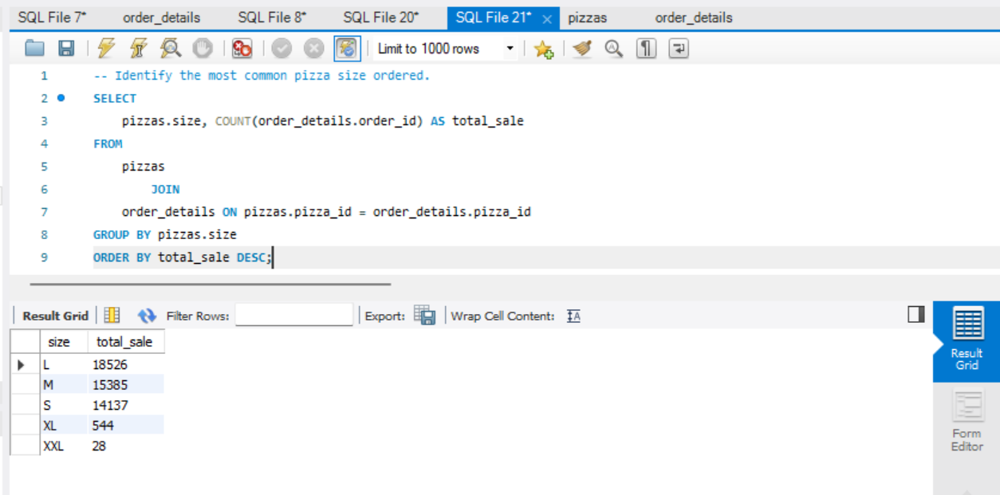 SQL File 7* order_details SQL File 8* SQL File 20* SQL File 21* × pizzas order_details
Limit to 1000 rows
1 -- Identify the most common pizza size ordered.
2 SELECT
3 pizzas.size, COUNT(order_details.order_id) AS total_sale
4 FROM
5 pizzas
6 JOIN
7 order_details ON pizzas.pizza_id = order_details.pizza_id
8 GROUP BY pizzas.size
9 ORDER BY total_sale DESC;
Result Grid Filter Rows: Export: Wrap Cell Content: IA
size total_sale
L 18526
M 15385
S 14137
XL 544
XXL 28
Result
Grid
Form
Editor